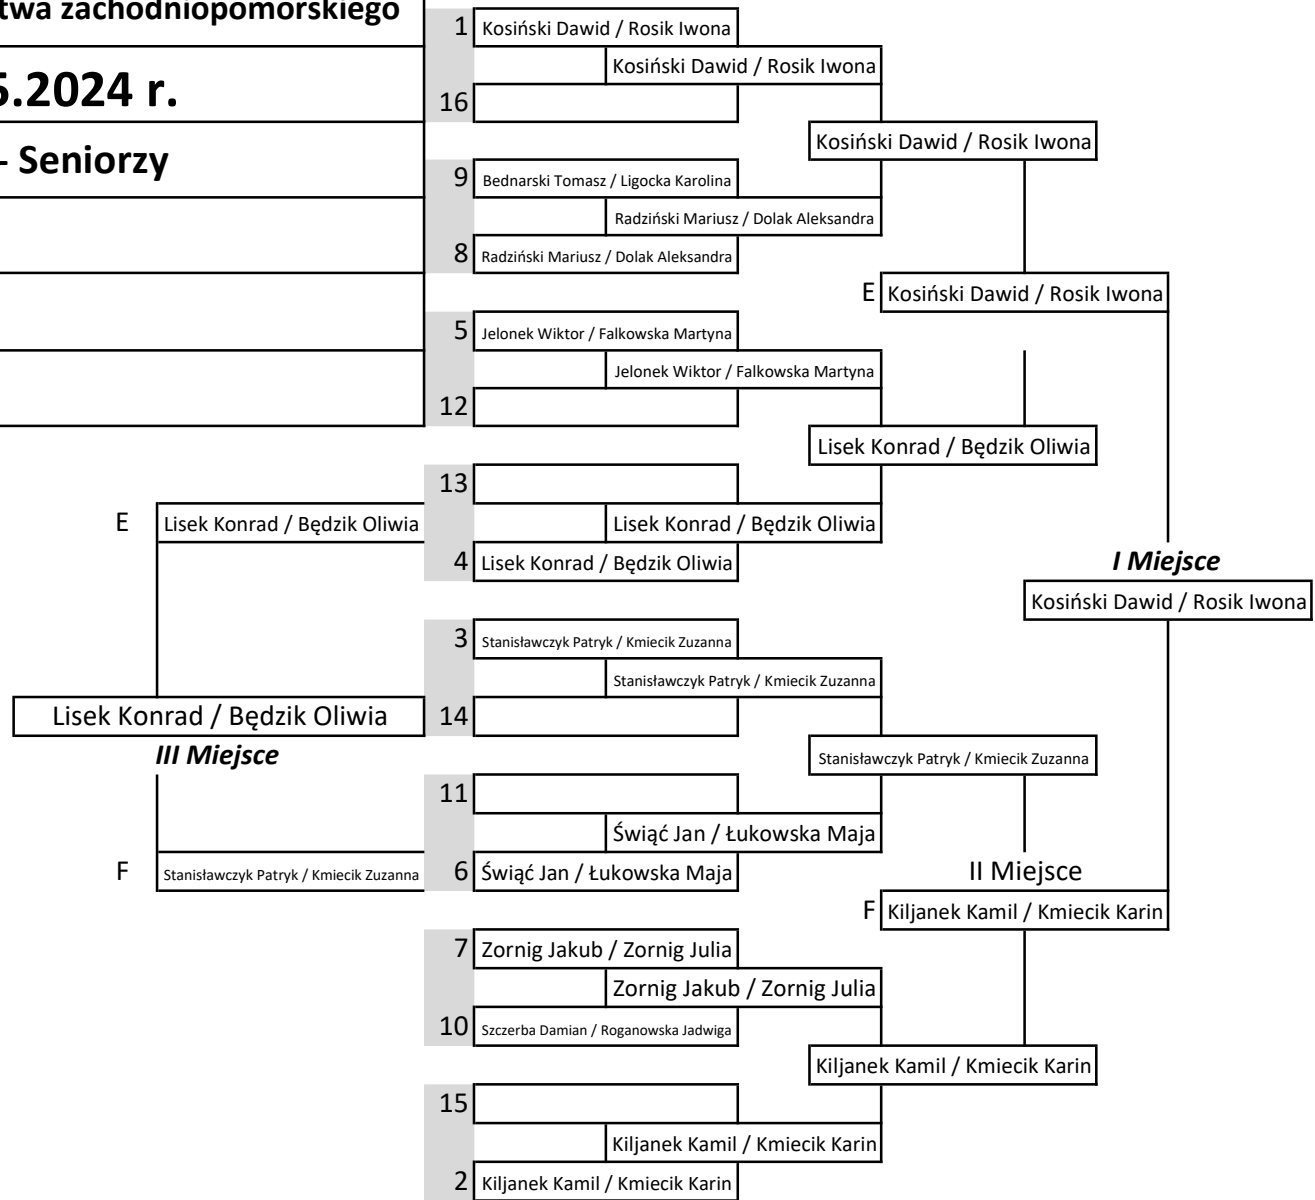 twa zachodniopomorskiego
5.2024 r.
- Seniorzy
1 Kosiński Dawid / Rosik Iwona
Kosiński Dawid / Rosik Iwona
16
Kosiński Dawid / Rosik Iwona
9 Bednarski Tomasz / Ligocka Karolina
Radziński Mariusz / Dolak Aleksandra
8 Radziński Mariusz / Dolak Aleksandra
E Kosiński Dawid / Rosik Iwona
5 Jelonek Wiktor / Falkowska Martyna
Jelonek Wiktor / Falkowska Martyna
12
Lisek Konrad / Będzik Oliwia
13
E Lisek Konrad / Będzik Oliwia
Lisek Konrad / Będzik Oliwia
4 Lisek Konrad / Będzik Oliwia
I Miejsce
Kosiński Dawid / Rosik Iwona
3 Stanisławczyk Patryk / Kmiecik Zuzanna
Stanisławczyk Patryk / Kmiecik Zuzanna
Lisek Konrad / Będzik Oliwia
14
III Miejsce
Stanisławczyk Patryk / Kmiecik Zuzanna
11
Świąć Jan / Łukowska Maja
F Stanisławczyk Patryk / Kmiecik Zuzanna
6 Świąć Jan / Łukowska Maja
II Miejsce
F Kiljanek Kamil / Kmiecik Karin
7 Zornig Jakub / Zornig Julia
Zornig Jakub / Zornig Julia
10 Szczerba Damian / Roganowska Jadwiga
Kiljanek Kamil / Kmiecik Karin
15
Kiljanek Kamil / Kmiecik Karin
2 Kiljanek Kamil / Kmiecik Karin